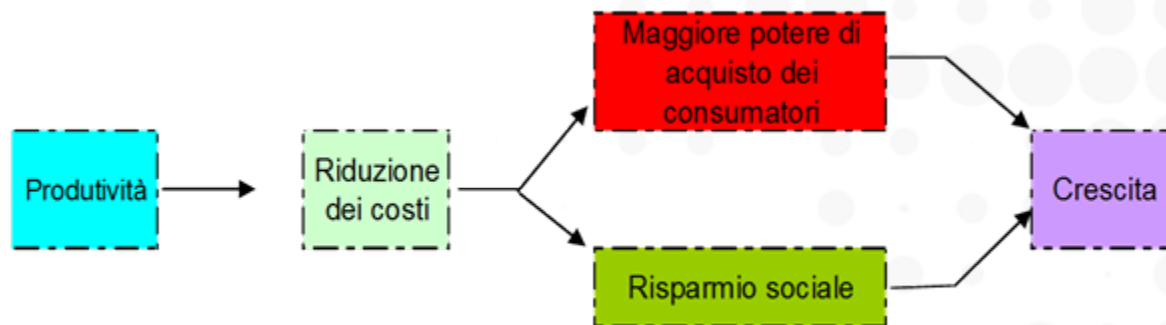 Produtività
Riduzione
dei costi
Maggiore potere di
acquisto dei
consumatori
Risparmio sociale
Crescita